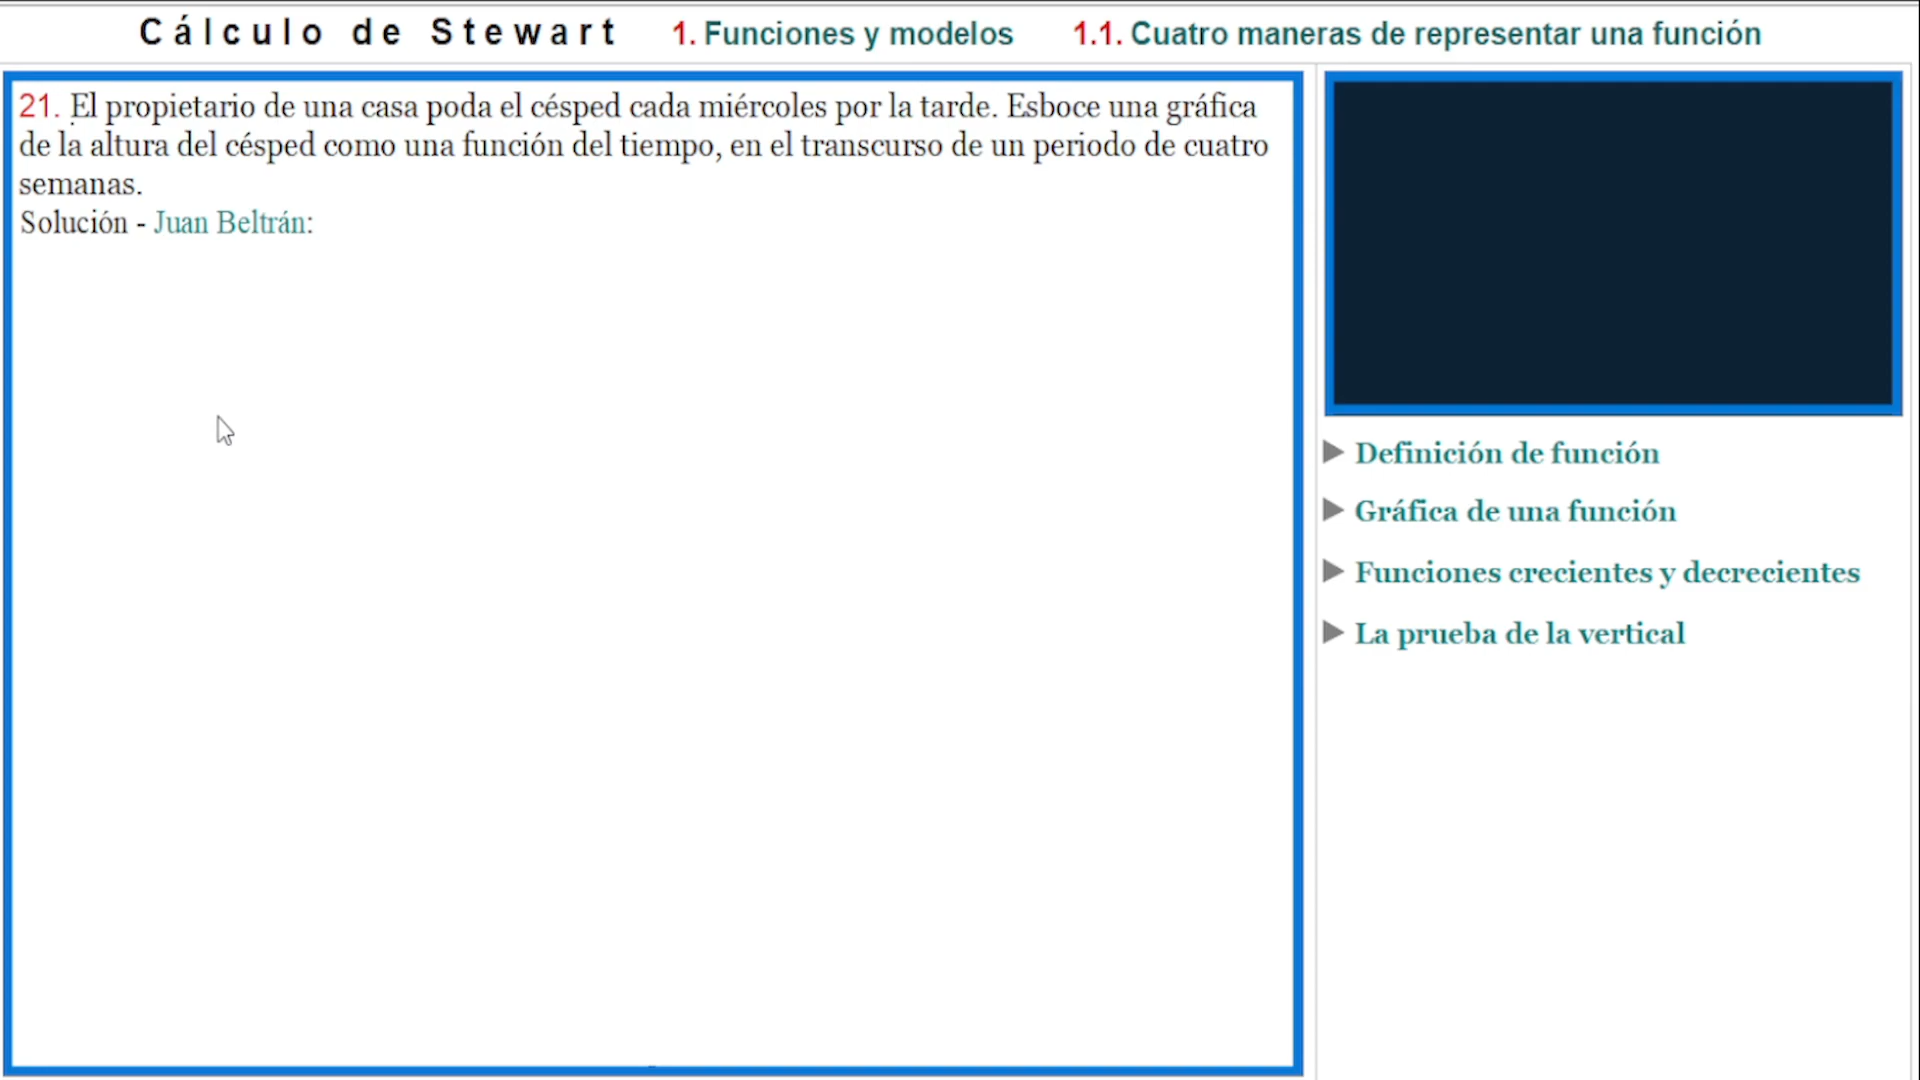 Cálculo de Stewart 1. Funciones y modelos 1.1. Cuatro maneras de representar una función
21. El propietario de una casa poda el césped cada miércoles por la tarde. Esboce una gráfica
de la altura del césped como una función del tiempo, en el transcurso de un periodo de cuatro
semanas.
Solución - Juan Beltrán:
Definición de función
Gráfica de una función
Funciones crecientes y decrecientes
La prueba de la vertical